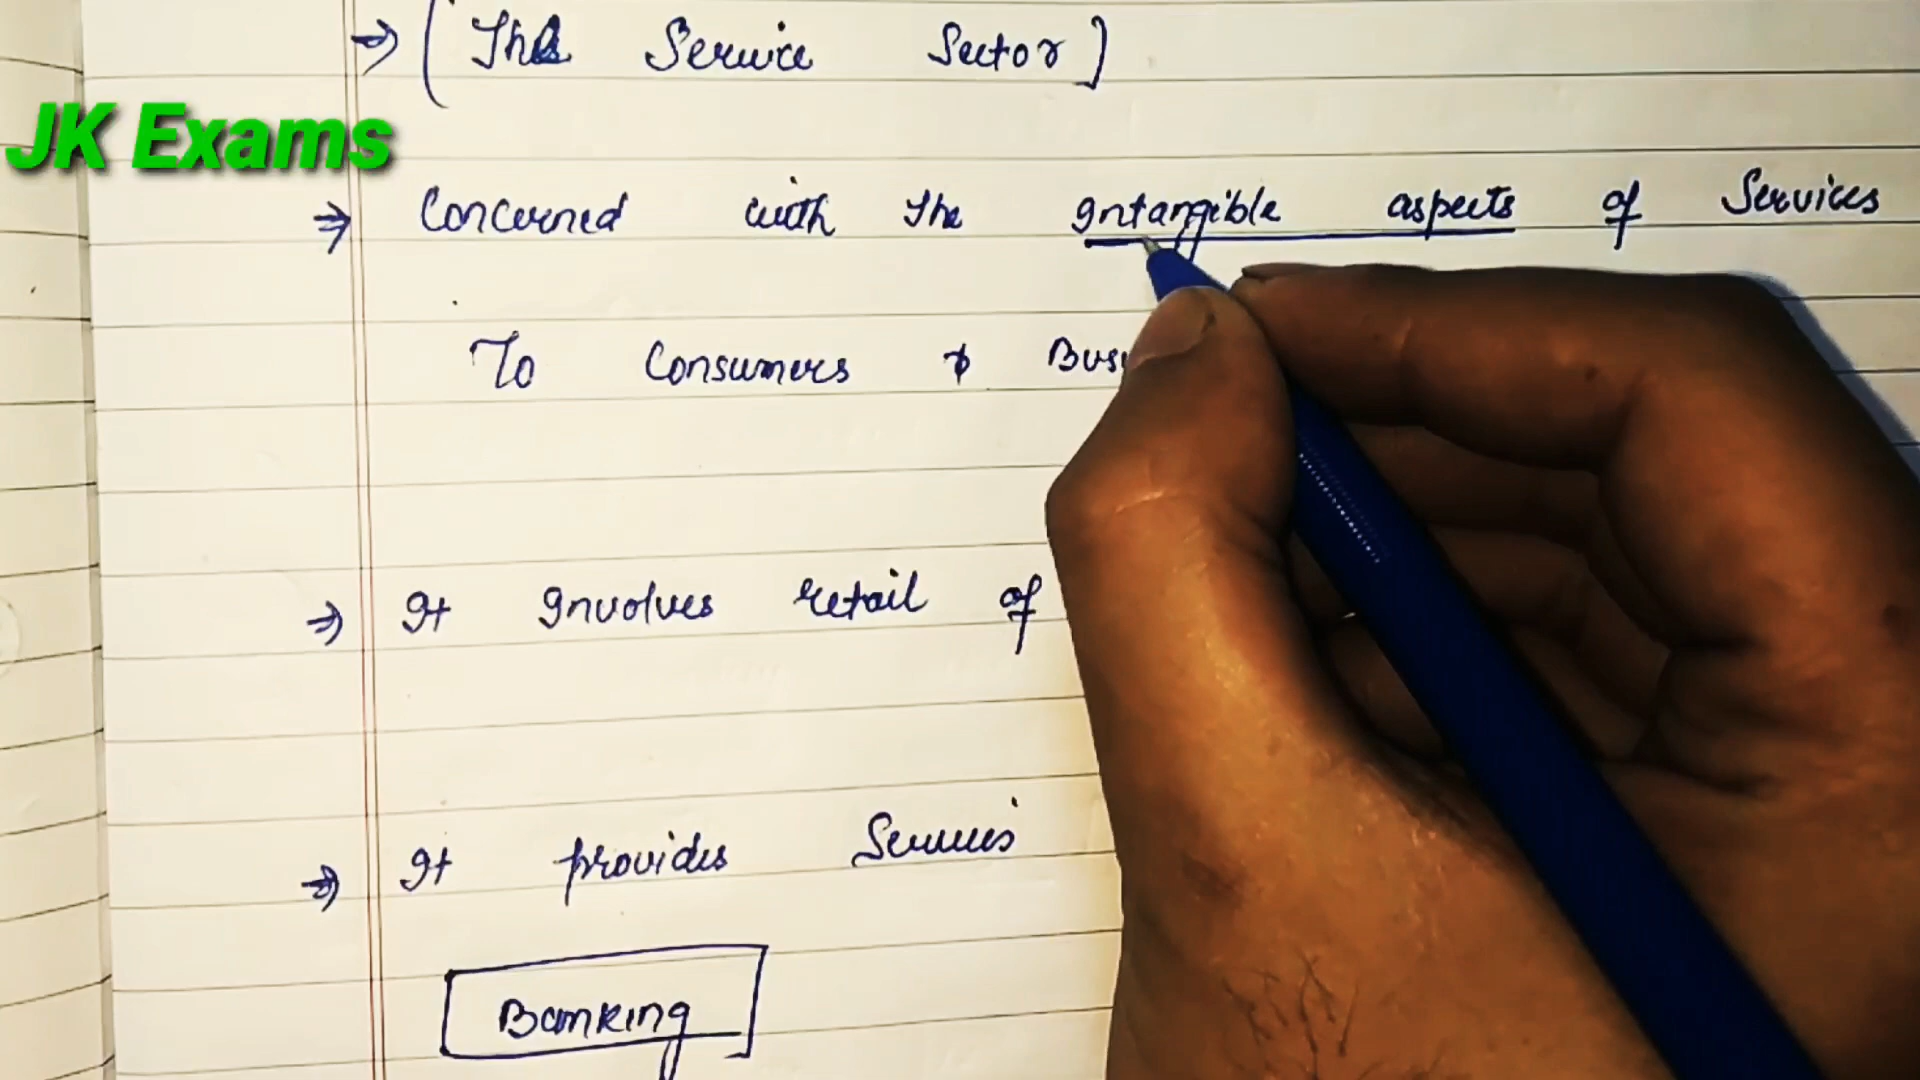 ⇒ (The Service Sector]
JK Exams
⇒ Concerned with the Intangible aspects of Services
To Consumers &
⇒ It Involves retail of
⇒ It provides Services
Banking